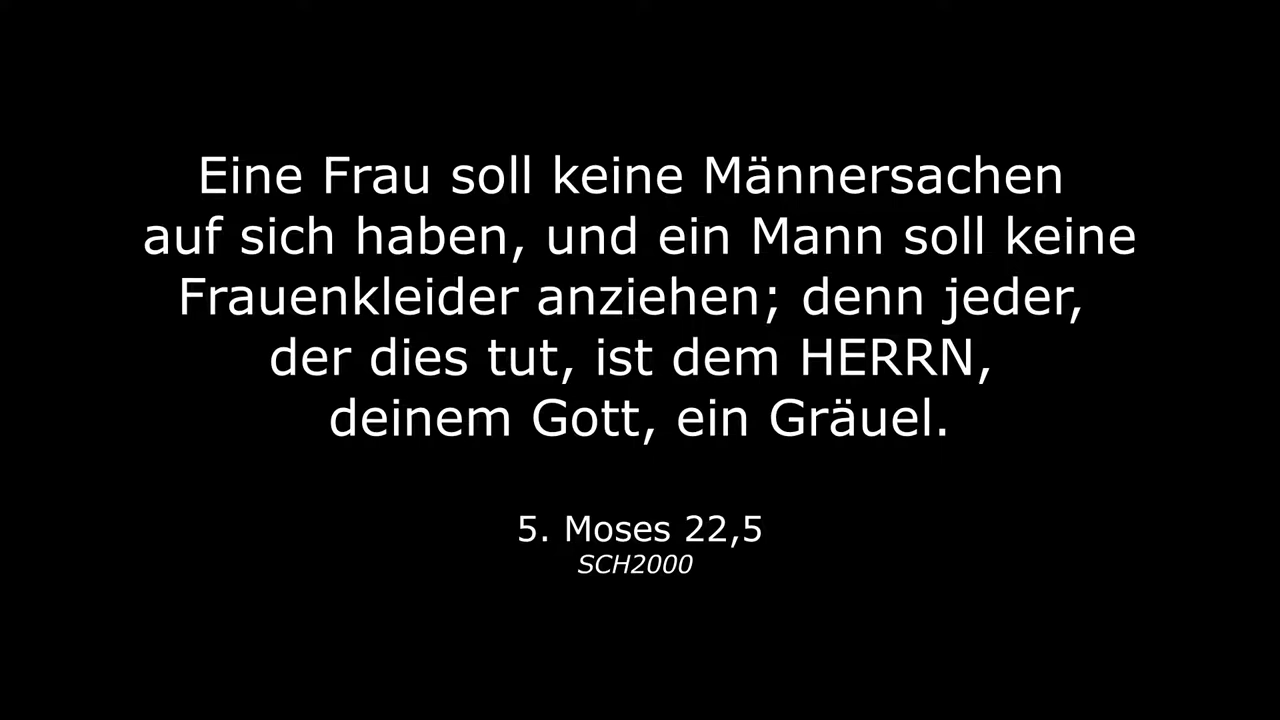 Eine Frau soll keine Männersachen
auf sich haben, und ein Mann soll keine
Frauenkleider anziehen; denn jeder,
der dies tut, ist dem HERRN,
deinem Gott, ein Gräuel.
5. Moses 22,5
SCH2000